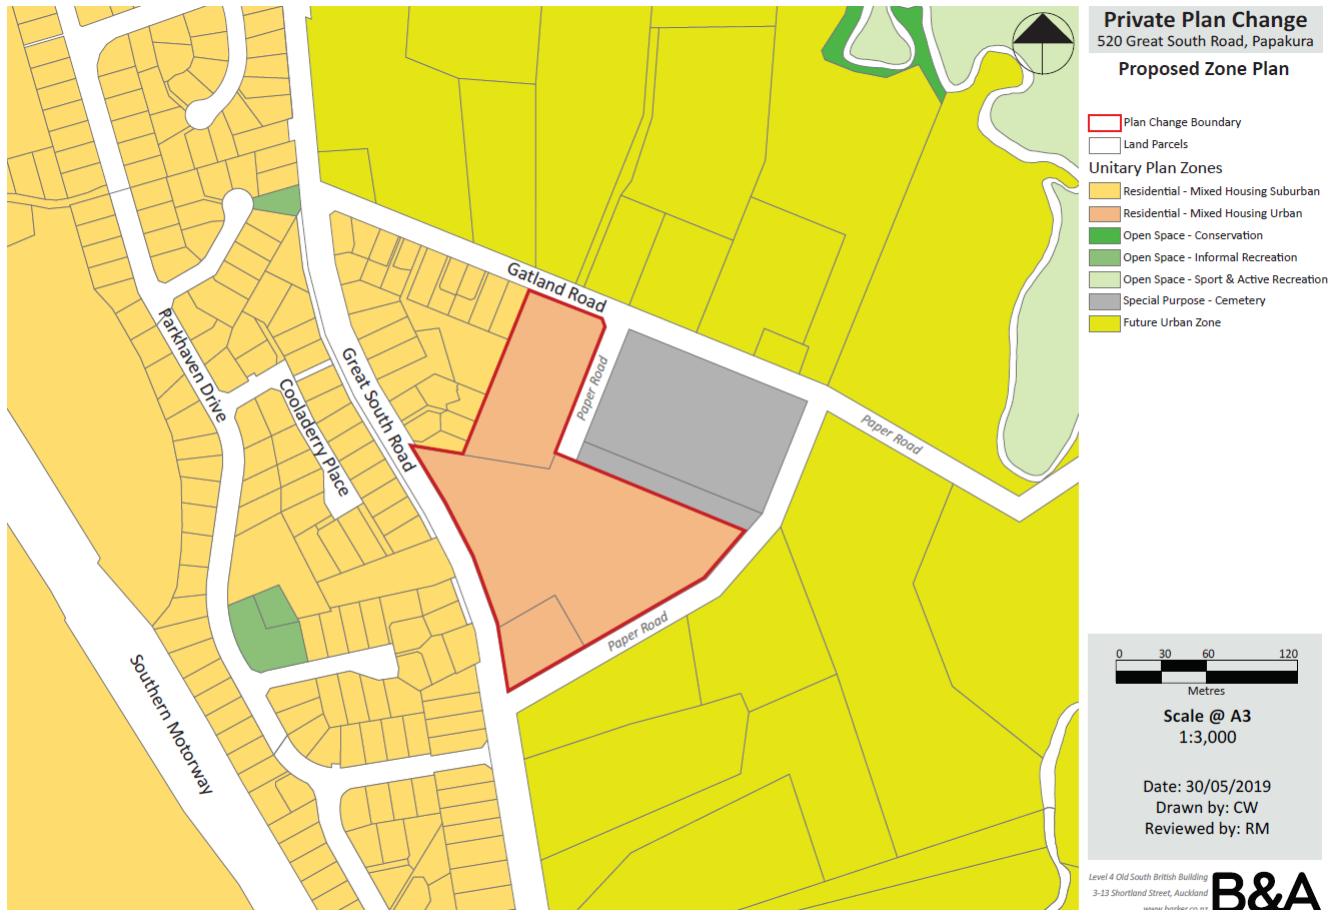 Private Plan Change
520 Great South Road, Papakura
Proposed Zone Plan
Plan Change Boundary
Land Parcels
Unitary Plan Zones
Residential - Mixed Housing Suburban
Residential - Mixed Housing Urban
Open Space - Conservation
Open Space - Informal Recreation
Open Space - Sport & Active Recreation
Special Purpose - Cemetery
Future Urban Zone
Gatland Road
Parkhaven Drive
Great South Road
Cooladerry Place
Paper Road
Paper Road
Paper Road
Southern Motorway
0 30 60 120
Metres
Scale @ A3
1:3,000
Date: 30/05/2019
Drawn by: CW
Reviewed by: RM
Level 4 Old South British Building
3-13 Shortland Street, Auckland
www.barker.co.nz
B&A